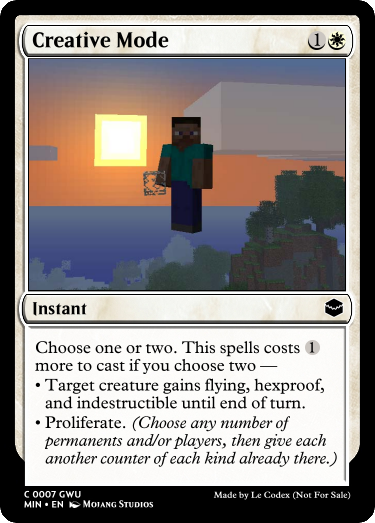 Creative Mode 1
Instant
Choose one or two. This spells costs 1
more to cast if you choose two —
• Target creature gains flying, hexproof,
and indestructible until end of turn.
• Proliferate. (Choose any number of
permanents and/or players, then give each
another counter of each kind already there.)
C 0007 GWU
MIN • EN Mojang Studios
Made by Le Codex (Not For Sale)